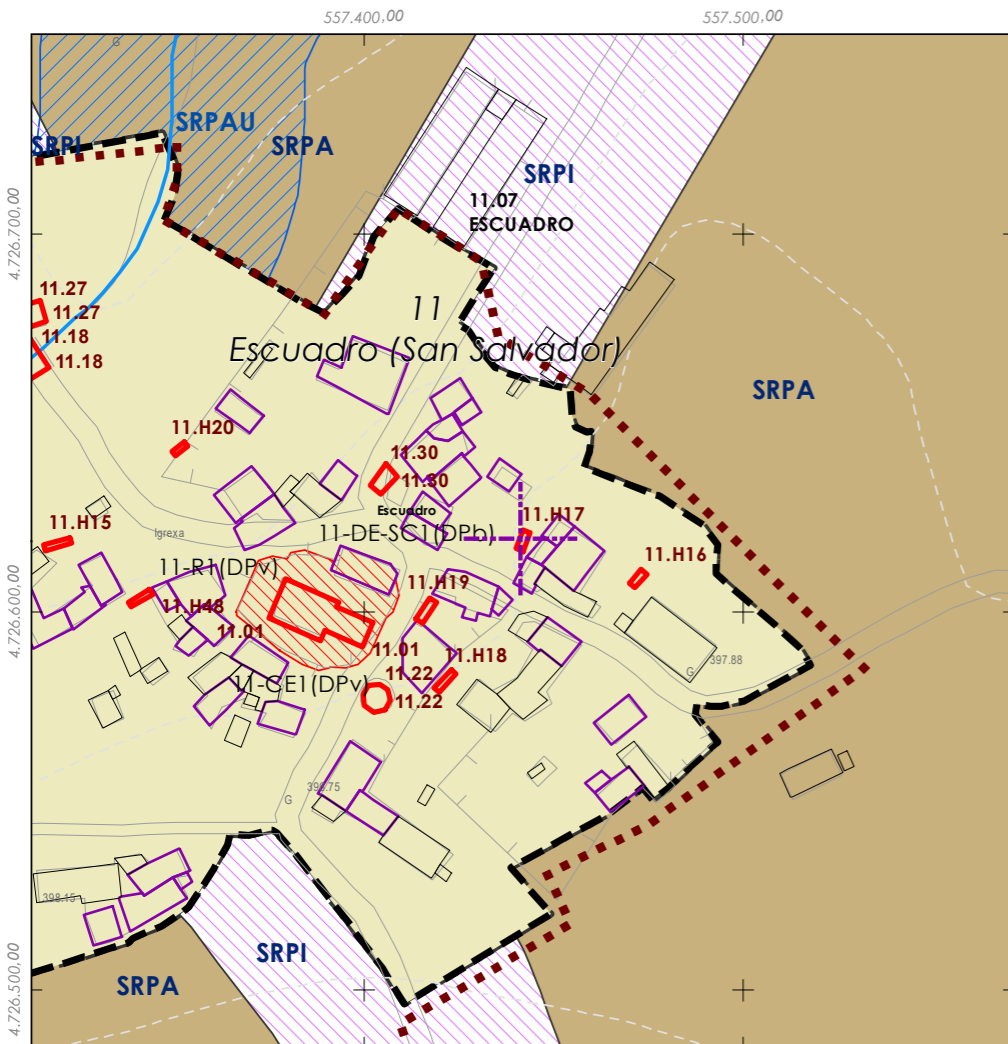 557.400,00
557.500,00
G
SRPAU
SRPI
SRPA
SRPI
11.07
ESCUADRO
4.726.700,00
11
Escuadro (San Salvador)
11.27
11.27
11.18
11.18
SRPA
11.H20
11.30
11.30
Escuadro
11-DE-SC1(DPb)
11.H17
Igrexa
11.H15
11-R1(DPv)
11.H16
11.H19
11.H48
4.726.600,00
11.01
11.01
11.H18
397.88
G
11.22
11-CE1(DPv)
11.22
G
398.15
SRPI
SRPA
4.726.500,00